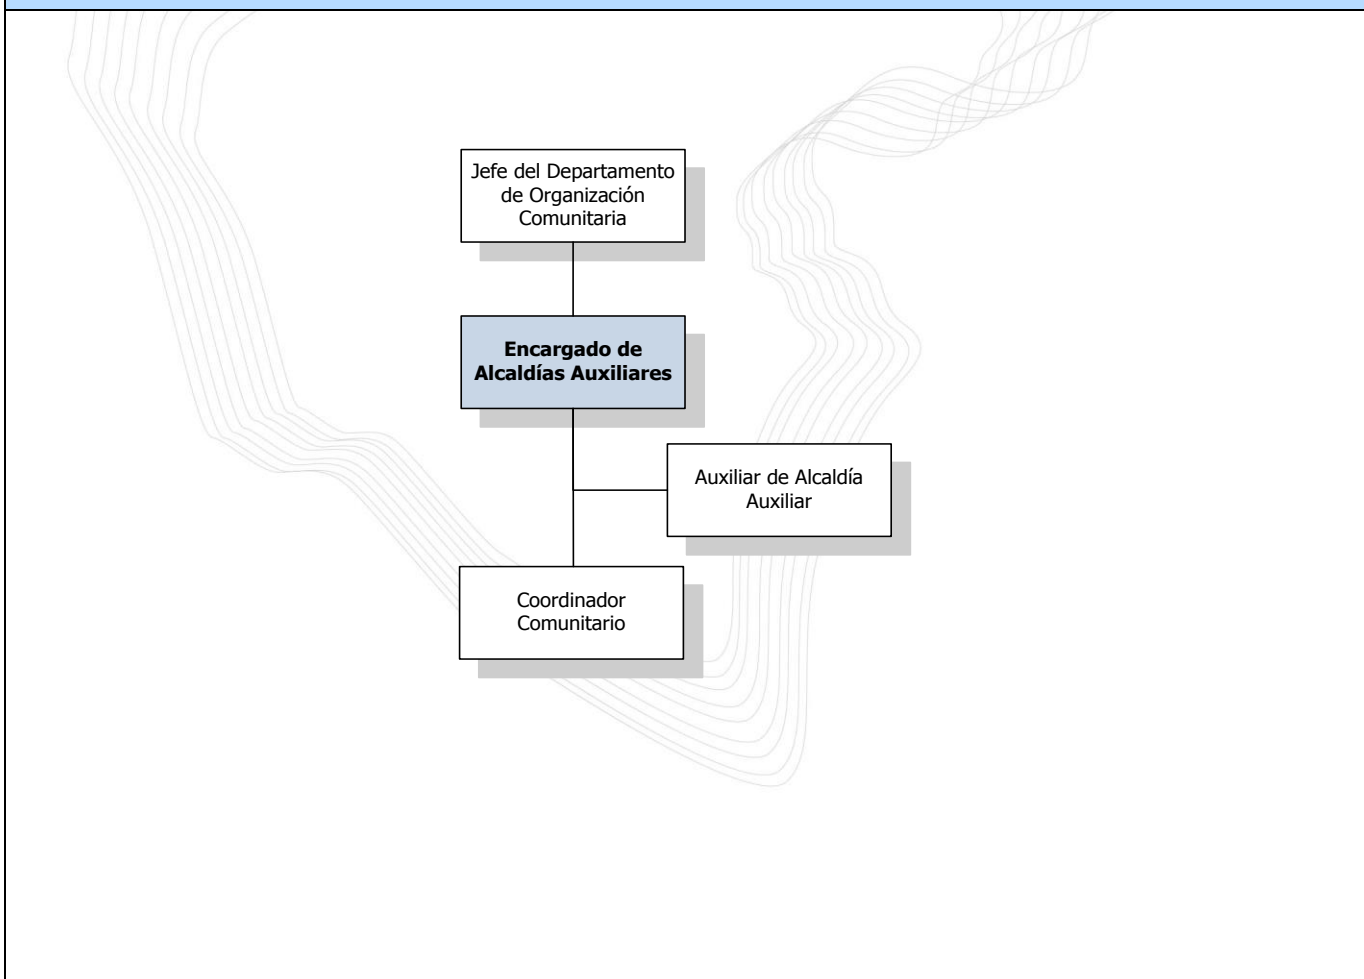 Jefe del Departamento
de Organización
Comunitaria
Encargado de
Alcaldías Auxiliares
Auxiliar de Alcaldía
Auxiliar
Coordinador
Comunitario